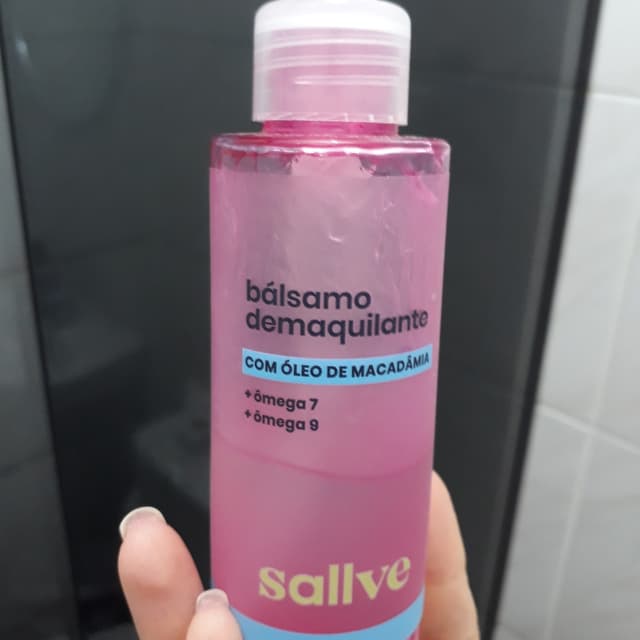 bálsamo
demaquilante
COM ÓLEO DE MACADÂMIA
+ ômega 7
+ ômega 9
sallve